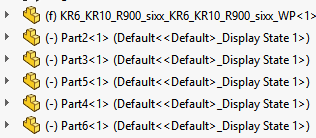 (f) KR6_KR10_R900_sixx_KR6_KR10_R900_sixx_WP<1>
(-) Part2<1> (Default<<Default>_Display State 1>)
(-) Part3<1> (Default<<Default>_Display State 1>)
(-) Part5<1> (Default<<Default>_Display State 1>)
(-) Part4<1> (Default<<Default>_Display State 1>)
(-) Part6<1> (Default<<Default>_Display State 1>)